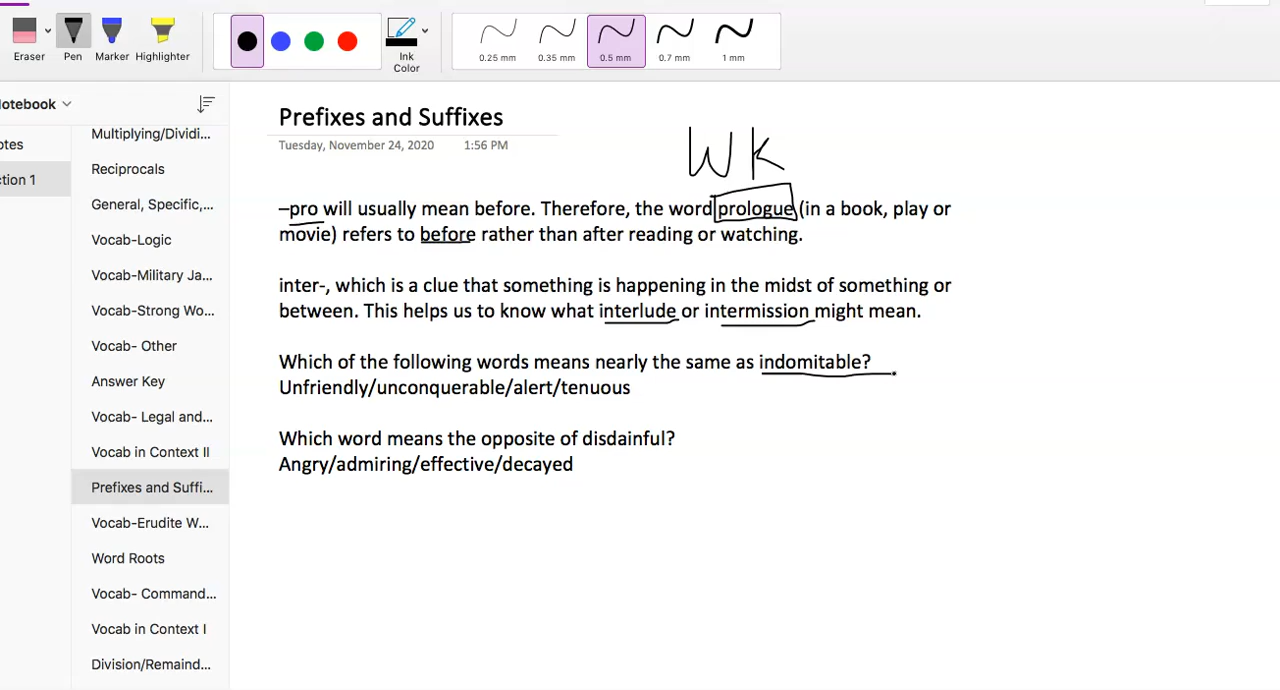 Eraser
Pen
Marker
Highlighter
Ink
Color
0.25 mm
0.35 mm
0.5 mm
0.7 mm
1 mm
otebook
otes
ction 1
Multiplying/Dividi...
Reciprocals
General, Specific,...
Vocab-Logic
Vocab-Military Ja...
Vocab-Strong Wo...
Vocab- Other
Answer Key
Vocab- Legal and...
Vocab in Context II
Prefixes and Suffi...
Vocab-Erudite W...
Word Roots
Vocab- Command...
Vocab in Context I
Division/Remaind...
Prefixes and Suffixes
Tuesday, November 24, 2020 1:56 PM
WK
–pro will usually mean before. Therefore, the word prologue (in a book, play or
movie) refers to before rather than after reading or watching.
inter-, which is a clue that something is happening in the midst of something or
between. This helps us to know what interlude or intermission might mean.
Which of the following words means nearly the same as indomitable?
Unfriendly/unconquerable/alert/tenuous
Which word means the opposite of disdainful?
Angry/admiring/effective/decayed